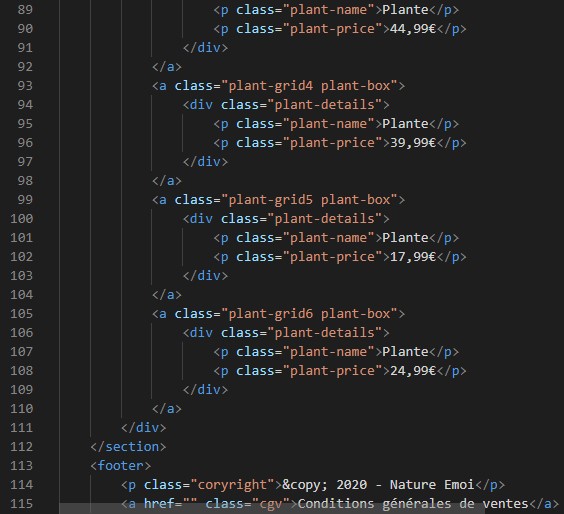 89 <p class="plant-name">Plante</p>
90 <p class="plant-price">44,99€</p>
91 </div>
92 </a>
93 <a class="plant-grid4 plant-box">
94 <div class="plant-details">
95 <p class="plant-name">Plante</p>
96 <p class="plant-price">39,99€</p>
97 </div>
98 </a>
99 <a class="plant-grid5 plant-box">
100 <div class="plant-details">
101 <p class="plant-name">Plante</p>
102 <p class="plant-price">17,99€</p>
103 </div>
104 </a>
105 <a class="plant-grid6 plant-box">
106 <div class="plant-details">
107 <p class="plant-name">Plante</p>
108 <p class="plant-price">24,99€</p>
109 </div>
110 </a>
111 </div>
112 </section>
113 <footer>
114 <p class="coryright">&copy; 2020 - Nature Emoi</p>
115 <a href="" class="cgv">Conditions générales de ventes</a>